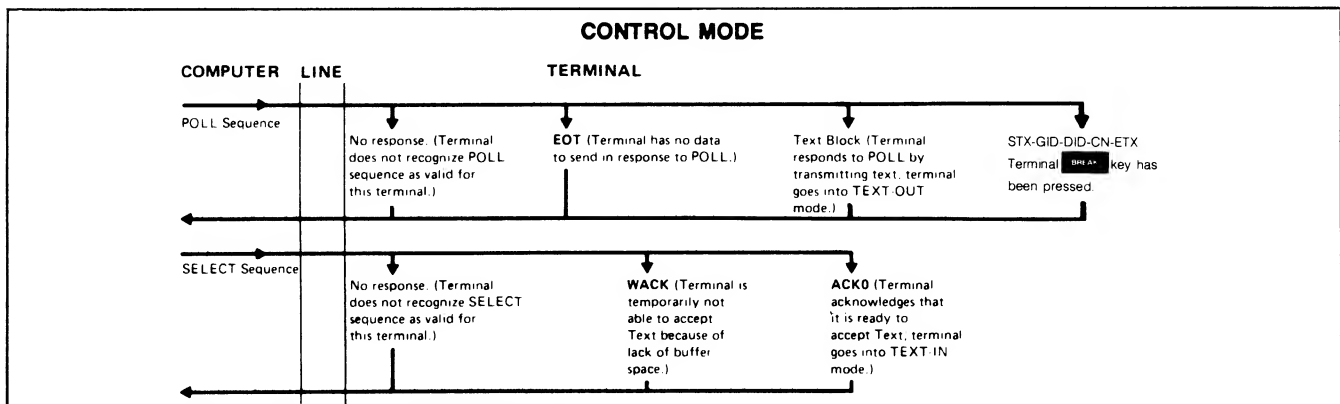 CONTROL MODE
COMPUTER LINE TERMINAL
POLL Sequence
No response. (Terminal
does not recognize POLL
sequence as valid for
this terminal.)
EOT (Terminal has no data
to send in response to POLL.)
Text Block (Terminal
responds to POLL by
transmitting text, terminal
goes into TEXT-OUT
mode.)
STX-GID-DID-CN-ETX
Terminal BREAK key has
been pressed.
SELECT Sequence
No response. (Terminal
does not recognize SELECT
sequence as valid for
this terminal.)
WACK (Terminal is
temporarily not
able to accept
Text because of
lack of buffer
space.)
ACK0 (Terminal
acknowledges that
it is ready to
accept Text, terminal
goes into TEXT-IN
mode.)